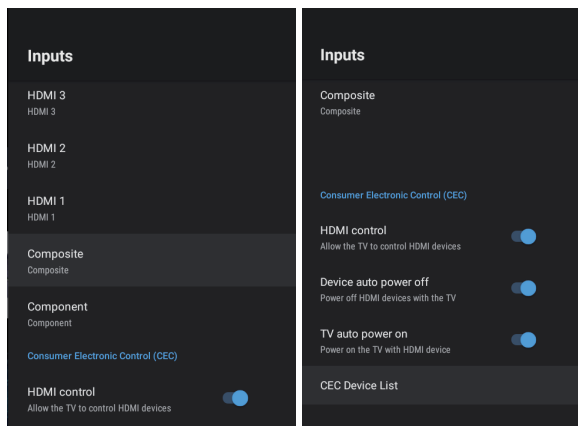 Inputs
HDMI 3
HDMI 3
HDMI 2
HDMI 2
HDMI 1
HDMI 1
Composite
Composite
Component
Component
Consumer Electronic Control (CEC)
HDMI control
Allow the TV to control HDMI devices
Inputs
Composite
Composite
Consumer Electronic Control (CEC)
HDMI control
Allow the TV to control HDMI devices
Device auto power off
Power off HDMI devices with the TV
TV auto power on
Power on the TV with HDMI device
CEC Device List